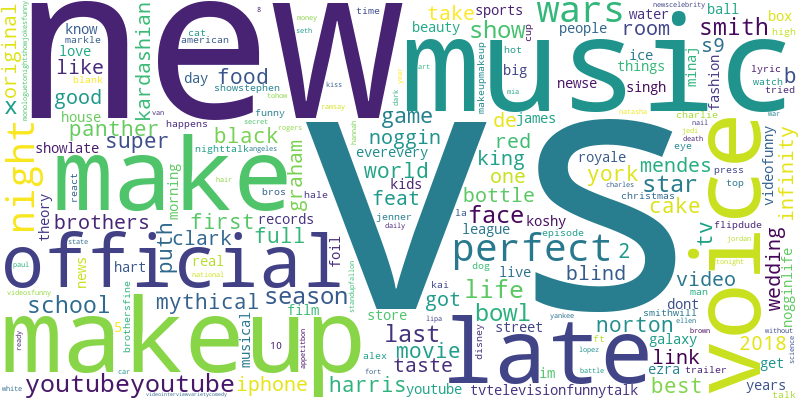 new
music
vs
make
makeup
official
late
voice
night
wars
show
perfect
smith
original
x
good
like
love
know
markle
blank
house
panther
showlate
brothers
theory
react
morning
kardashian
day
food
cat
american
showstephen
funny
happens
van
super
black
nighttalk
angeles
secret
rogers
kiss
time
money
seth
8
tohow
ramsay
hannah
dark
your
art
hot
beauty
take
sports
cup
big
mia
makeupmakeup
people
newse
ice
things
singh
water
room
minaj
s9
fashion
ball
box
high
b
lyric
watch
tried
newscelebrity
game
noggin
everevery
world
kids
feat
jenner
daily
la
league
de
james
king
one
bottle
face
koshy
red
royale
york
mendes
star
cake
charlie
nail
jedi
death
eye
natasha
war
infinity
press
top
christmas
charles
videofunny
flipdude
wedding
nogginlife
tv
jordan
tonight
first
graham
bros
hale
records
clark
full
puth
foil
hair
real
national
hart
news
state
paul
videosfunny
school
mythical
season
film
musical
5
brothersfine
car
10
ready
white
youtubeyoutube
iphone
harris
youtube
alex
fort
store
movie
last
taste
got
life
bowl
kai
dog
live
episode
2
blind
video
dont
man
norton
street
smithwill
yankee
ellen
brown
without
galaxy
link
ezra
trailer
best
2018
get
years
talk
science
im
ft
lopez
battle
disney
lipa
tvtelevisionfunnytalk
appetitbon
standupfallon
videointerviewvarietycomedy